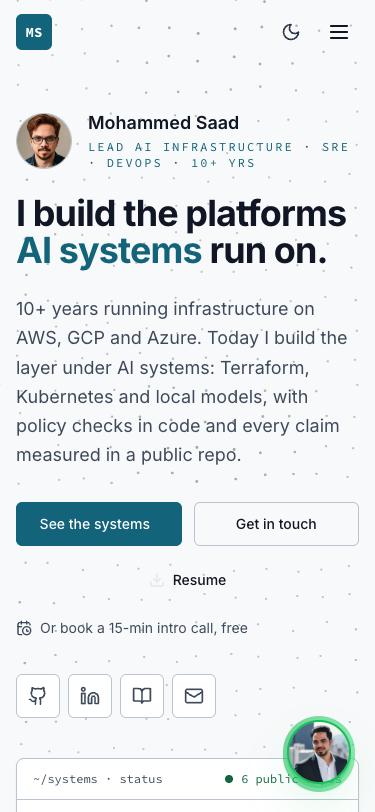 MS
Mohammed Saad
LEAD AI INFRASTRUCTURE · SRE
· DEVOPS · 10+ YRS
I build the platforms
AI systems run on.
10+ years running infrastructure on
AWS, GCP and Azure. Today I build the
layer under AI systems: Terraform,
Kubernetes and local models, with
policy checks in code and every claim
measured in a public repo.
See the systems
Get in touch
Resume
Or book a 15-min intro call, free
~/systems · status
6 public